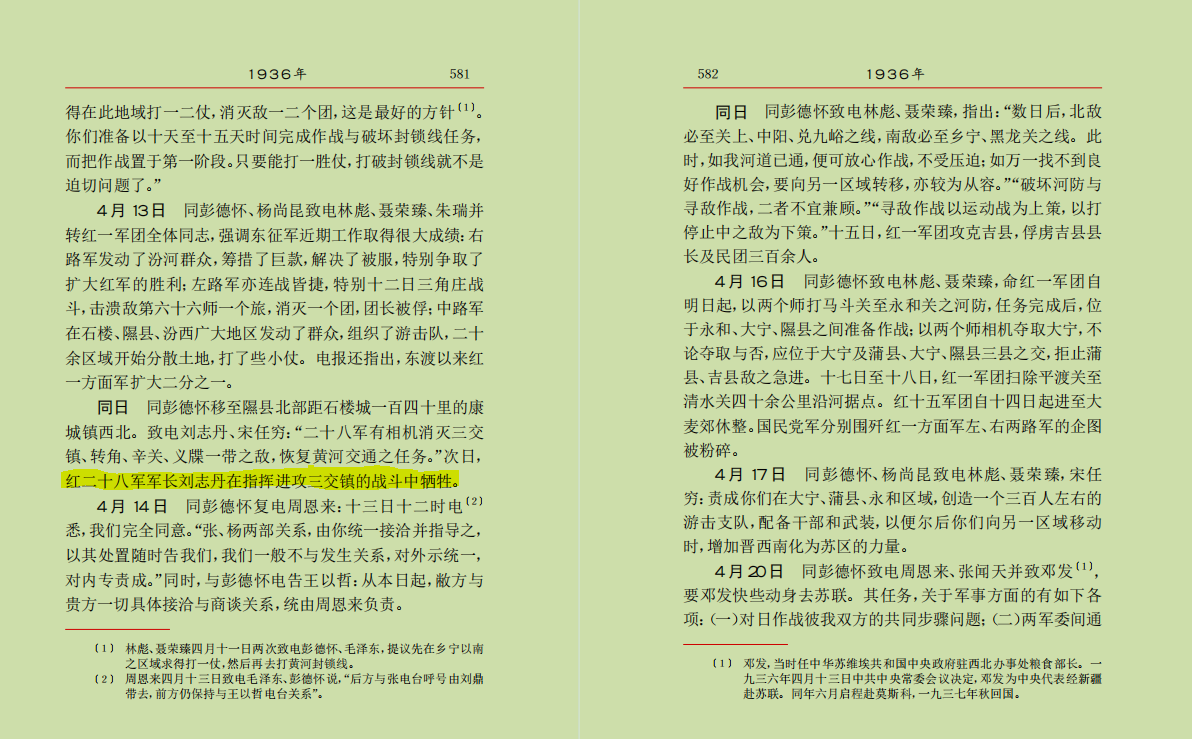 1936年 581
得在此地域打一二仗,消灭敌一二个团,这是最好的方针〔1〕。
你们准备以十天至十五天时间完成作战与破坏封锁线任务,
而把作战置于第一阶段。只要能打一胜仗,打破封锁线就不是
迫切问题了。”
4月13日 同彭德怀、杨尚昆致电林彪、聂荣臻、朱瑞并
转红一军团全体同志,强调东征军近期工作取得很大成绩:右
路军发动了汾河群众,筹措了巨款,解决了被服,特别争取了
扩大红军的胜利;左路军亦连战皆捷,特别十二日三角庄战
斗,击溃敌第六十六师一个旅,消灭一个团,团长被俘;中路军
在石楼、隰县、汾西广大地区发动了群众,组织了游击队,二十
余区域开始分散土地,打了些小仗。电报还指出,东渡以来红
一方面军扩大二分之一。
同日 同彭德怀移至隰县北部距石楼城一百四十里的康
城镇西北。致电刘志丹、宋任穷:“二十八军有相机消灭三交
镇、转角、辛关、义牒一带之敌,恢复黄河交通之任务。”次日,
红二十八军军长刘志丹在指挥进攻三交镇的战斗中牺牲。
4月14日 同彭德怀复电周恩来:十三日十二时电〔2〕
悉,我们完全同意。“张、杨两部关系,由你统一接洽并指导之,
以其处置随时告我们,我们一般不与发生关系,对外示统一,
对内专责成。”同时,与彭德怀电告王以哲:从本日起,敝方与
贵方一切具体接洽与商谈关系,统由周恩来负责。
〔1〕 林彪、聂荣臻四月十一日两次致电彭德怀、毛泽东,提议先在乡宁以南
之区域求得打一仗,然后再去打黄河封锁线。
〔2〕 周恩来四月十三日致电毛泽东、彭德怀说,“后方与张电台呼号由刘鼎
带去,前方仍保持与王以哲电台关系”。
582 1936年
同日 同彭德怀致电林彪、聂荣臻,指出:“数日后,北敌
必至关上、中阳、兑九峪之线,南敌必至乡宁、黑龙关之线。此
时,如我河道已通,便可放心作战,不受压迫;如万一找不到良
好作战机会,要向另一区域转移,亦较为从容。”“破坏河防与
寻敌作战,二者不宜兼顾。”“寻敌作战以运动战为上策,以打
停止中之敌为下策。”十五日,红一军团攻克吉县,俘虏吉县县
长及民团三百余人。
4月16日 同彭德怀致电林彪、聂荣臻,命红一军团自
明日起,以两个师打马斗关至永和关之河防,任务完成后,位
于永和、大宁、隰县之间准备作战;以两个师相机夺取大宁,不
论夺取与否,应位于大宁及蒲县、大宁、隰县三县之交,拒止蒲
县、吉县敌之急进。十七日至十八日,红一军团扫除平渡关至
清水关四十余公里沿河据点。红十五军团自十四日起进至大
麦郊休整。国民党军分别围歼红一方面军左、右两路军的企图
被粉碎。
4月17日 同彭德怀、杨尚昆致电林彪、聂荣臻,宋任
穷:责成你们在大宁、蒲县、永和区域,创造一个三百人左右的
游击支队,配备干部和武装,以便尔后你们向另一区域移动
时,增加晋西南化为苏区的力量。
4月20日 同彭德怀致电周恩来、张闻天并致邓发〔1〕,
要邓发快些动身去苏联。其任务,关于军事方面的有如下各
项:(一)对日作战彼我双方的共同步骤问题;(二)两军委间通
〔1〕 邓发,当时任中华苏维埃共和国中央政府驻西北办事处粮食部长。一
九三六年四月十三日中共中央常委会议决定,邓发为中央代表经新疆
赴苏联。同年六月启程赴莫斯科,一九三七年秋回国。